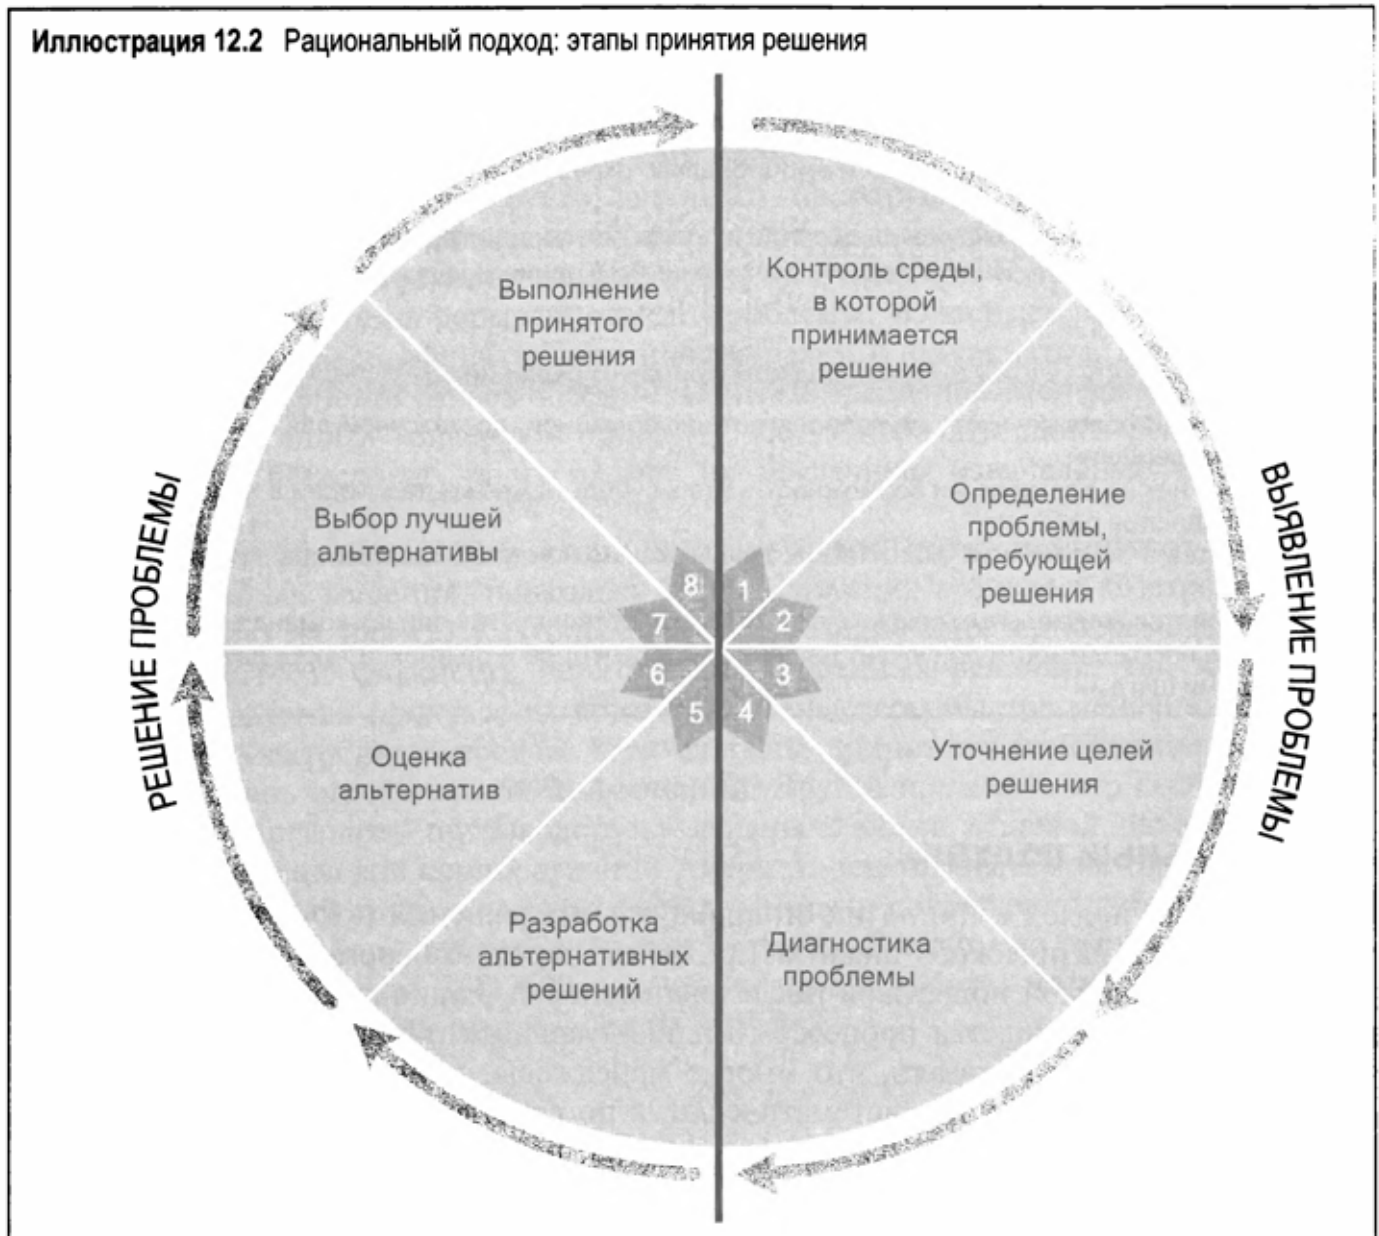 Иллюстрация 12.2 Рациональный подход: этапы принятия решения
Контроль среды,
в которой
принимается
решение
Определение
проблемы,
требующей
решения
Уточнение целей
решения
Диагностика
проблемы
Разработка
альтернативных
решений
Оценка
альтернатив
Выбор лучшей
альтернативы
Выполнение
принятого
решения
1
2
3
4
5
6
7
8
ВЫЯВЛЕНИЕ ПРОБЛЕМЫ
РЕШЕНИЕ ПРОБЛЕМЫ